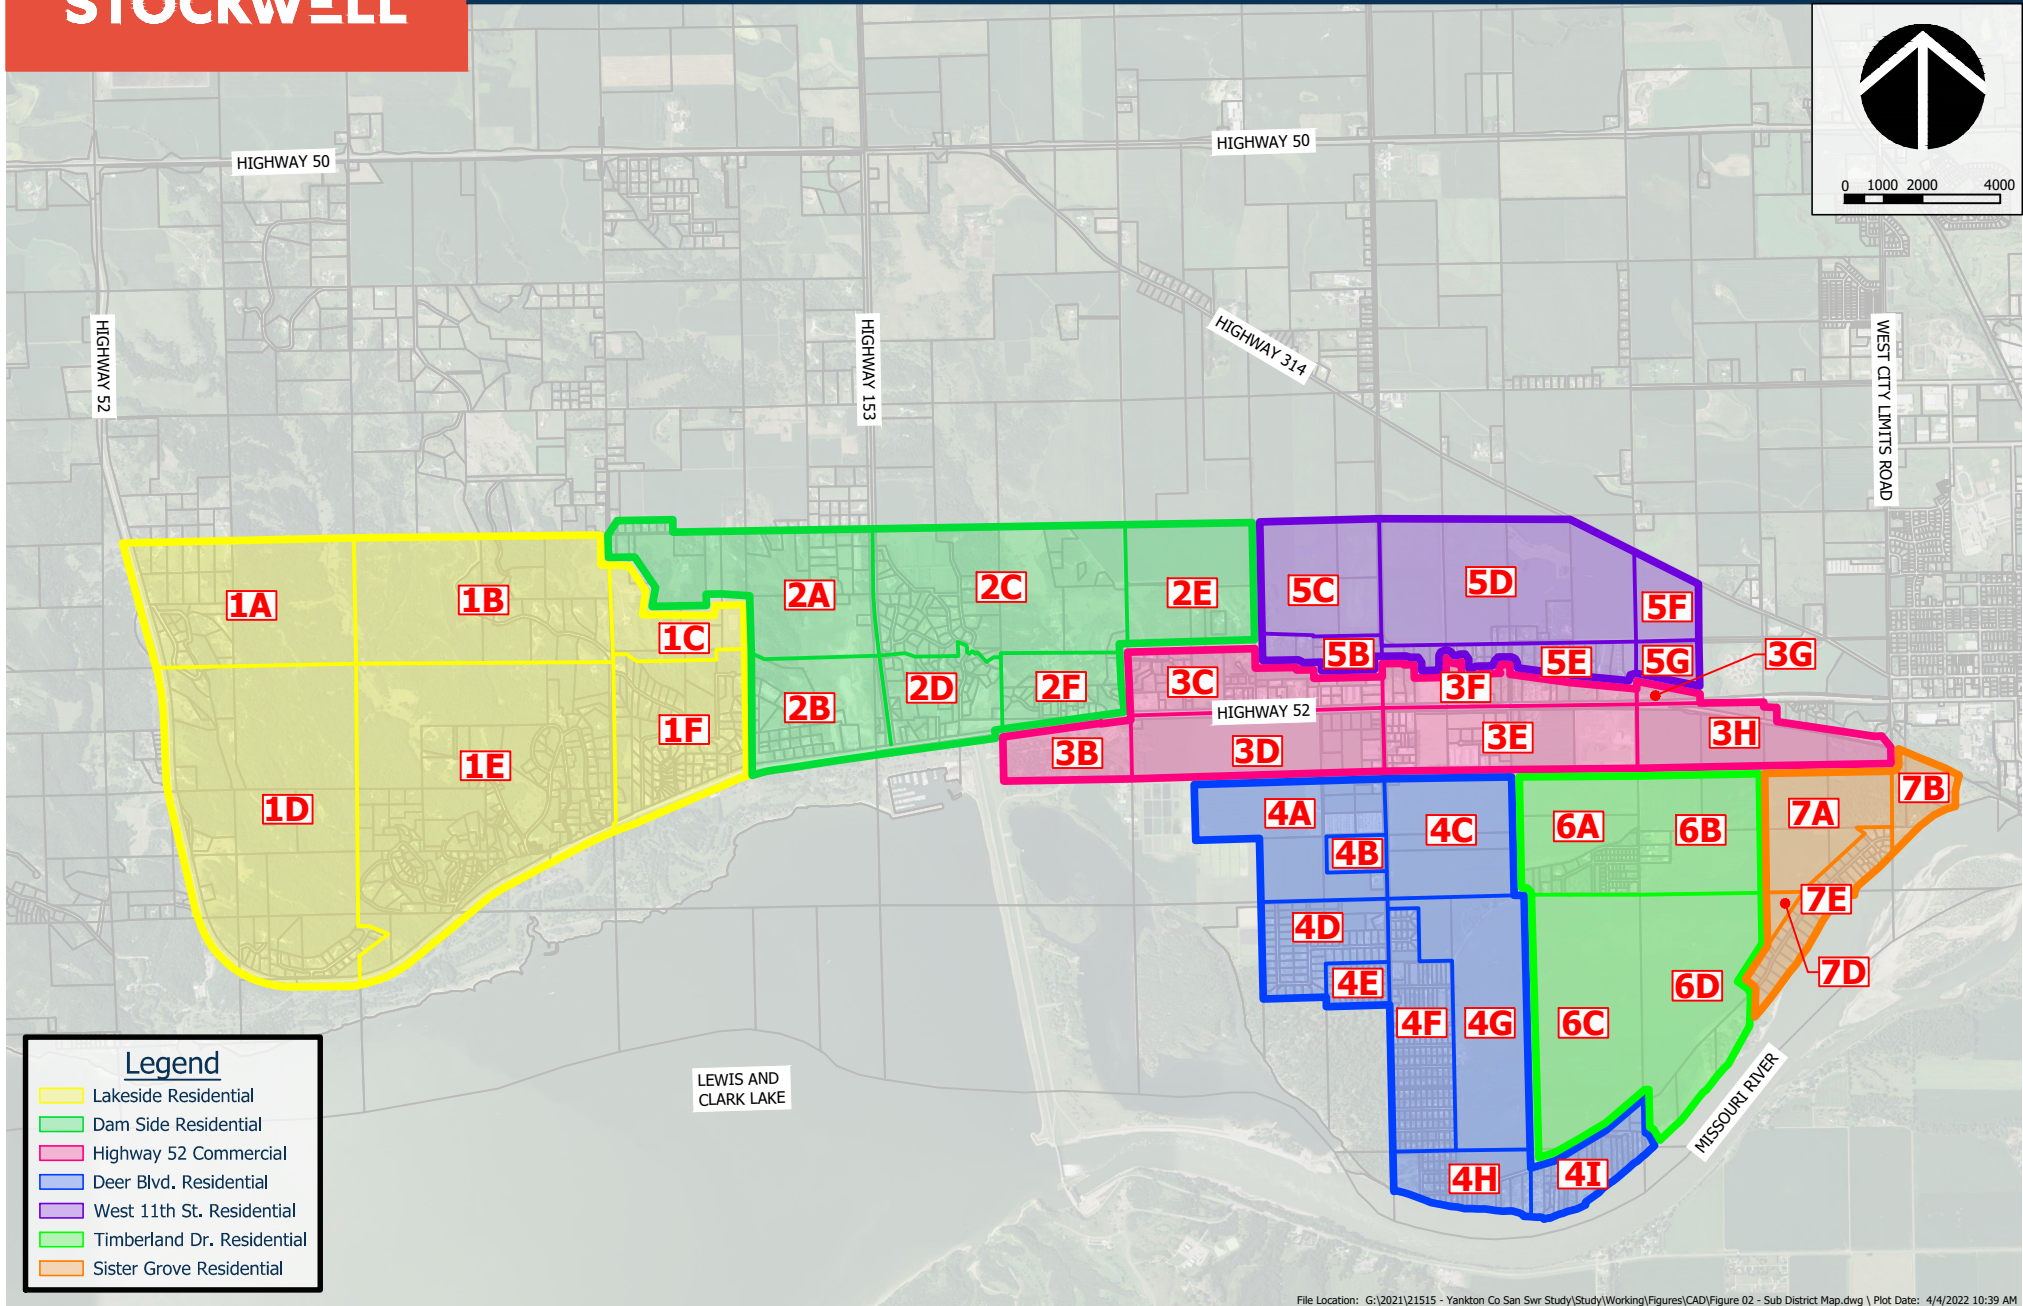 STOCKWELL
0 1000 2000 4000
HIGHWAY 50
HIGHWAY 50
HIGHWAY 52
HIGHWAY 153
HIGHWAY 314
WEST CITY LIMITS ROAD
1A
1B
1C
1D
1E
1F
2A
2B
2C
2D
2E
2F
3B
3C
3D
3E
3F
3G
3H
HIGHWAY 52
4A
4B
4C
4D
4E
4F
4G
4H
4I
5B
5C
5D
5E
5F
5G
6A
6B
6C
6D
7A
7B
7D
7E
LEWIS AND
CLARK LAKE
MISSOURI RIVER
Legend
Lakeside Residential
Dam Side Residential
Highway 52 Commercial
Deer Blvd. Residential
West 11th St. Residential
Timberland Dr. Residential
Sister Grove Residential
File Location: G:\2021\21515 - Yankton Co San Swr Study\Study\Working\Figures\CAD\Figure 02 - Sub District Map.dwg \ Plot Date: 4/4/2022 10:39 AM